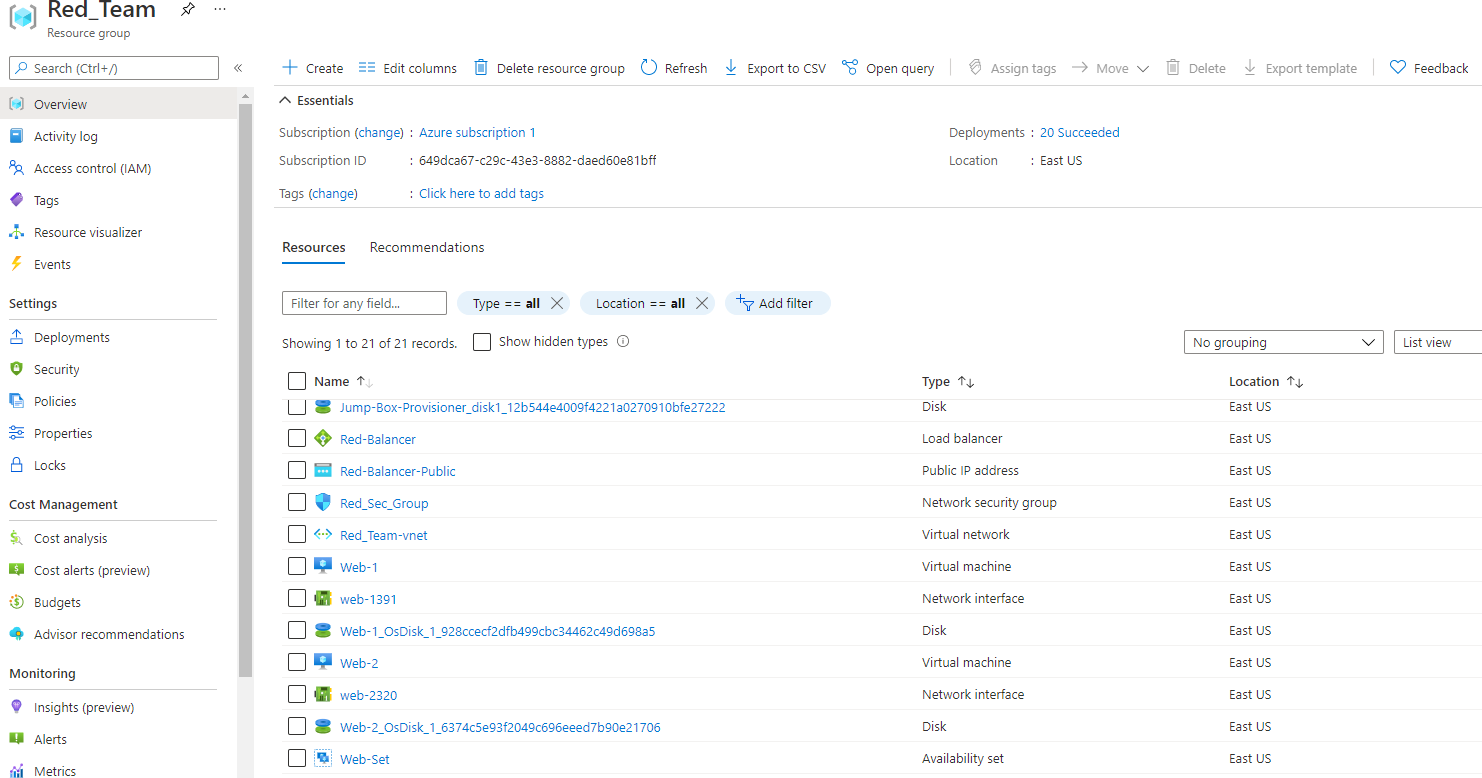 Red_Team
Resource group
Search (Ctrl+/)
Overview
Activity log
Access control (IAM)
Tags
Resource visualizer
Events
Settings
Deployments
Security
Policies
Properties
Locks
Cost Management
Cost analysis
Cost alerts (preview)
Budgets
Advisor recommendations
Monitoring
Insights (preview)
Alerts
Metrics
Create Edit columns Delete resource group Refresh Export to CSV Open query Assign tags Move Delete Export template Feedback
Essentials
Subscription (change) : Azure subscription 1 Deployments : 20 Succeeded
Subscription ID : 649dca67-c29c-43e3-8882-daed60e81bff Location : East US
Tags (change) : Click here to add tags
Resources Recommendations
Filter for any field... Type == all Location == all Add filter
Showing 1 to 21 of 21 records. Show hidden types No grouping List view
Name Type Location
Jump-Box-Provisioner_disk1_12b544e4009f4221a0270910bfe27222 Disk East US
Red-Balancer Load balancer East US
Red-Balancer-Public Public IP address East US
Red_Sec_Group Network security group East US
Red_Team-vnet Virtual network East US
Web-1 Virtual machine East US
web-1391 Network interface East US
Web-1_OsDisk_1_928ccecf2dfb499cbc34462c49d698a5 Disk East US
Web-2 Virtual machine East US
web-2320 Network interface East US
Web-2_OsDisk_1_6374c5e93f2049c696eeed7b90e21706 Disk East US
Web-Set Availability set East US